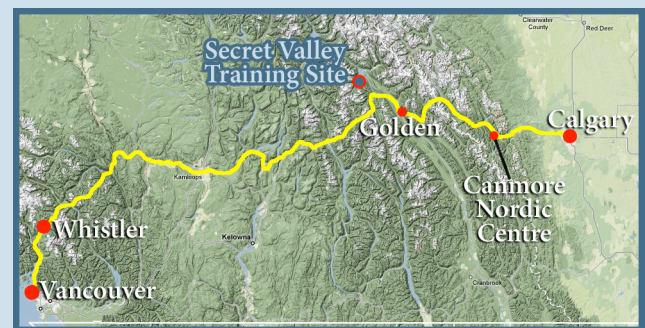 Clearwater
County
Red Deer
Secret Valley
Training Site
Golden
Calgary
Kamloops
Canmore
Nordic
Centre
Whistler
Kelowna
Cranbrook
Vancouver